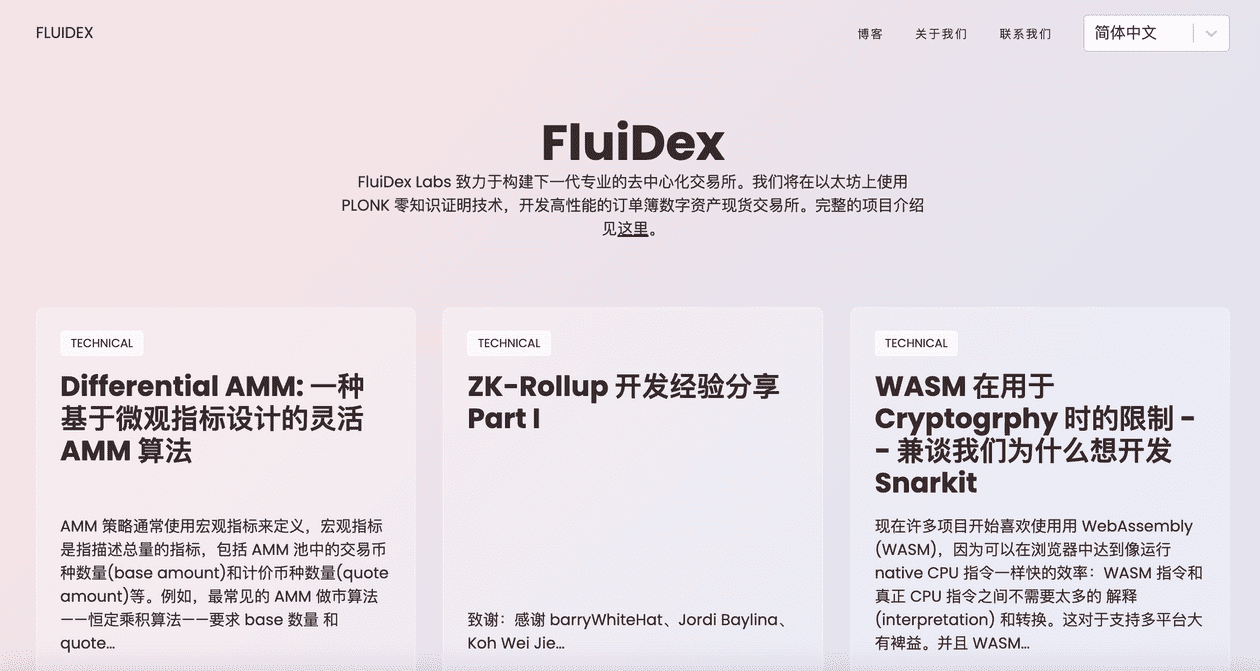 FLUIDEX
博客
关于我们
联系我们
简体中文
FluiDex
FluiDex Labs 致力于构建下一代专业的去中心化交易所。我们将在以太坊上使用
PLONK 零知识证明技术，开发高性能的订单簿数字资产现货交易所。完整的项目介绍
见这里。
TECHNICAL
Differential AMM: 一种
基于微观指标设计的灵活
AMM 算法
AMM 策略通常使用宏观指标来定义，宏观指标
是指描述总量的指标，包括 AMM 池中的交易币
种数量(base amount)和计价币种数量(quote
amount)等。例如，最常见的 AMM 做市算法
——恒定乘积算法——要求 base 数量 和
quote...
TECHNICAL
ZK-Rollup 开发经验分享
Part I
致谢：感谢 barryWhiteHat、Jordi Baylina、
Koh Wei Jie...
TECHNICAL
WASM 在用于
Cryptogrphy 时的限制 -
- 兼谈我们为什么想开发
Snarkit
现在许多项目开始喜欢使用用 WebAssembly
(WASM)，因为可以在浏览器中达到像运行
native CPU 指令一样快的效率：WASM 指令和
真正 CPU 指令之间不需要太多的 解释
(interpretation) 和转换。这对于支持多平台大
有裨益。并且 WASM...